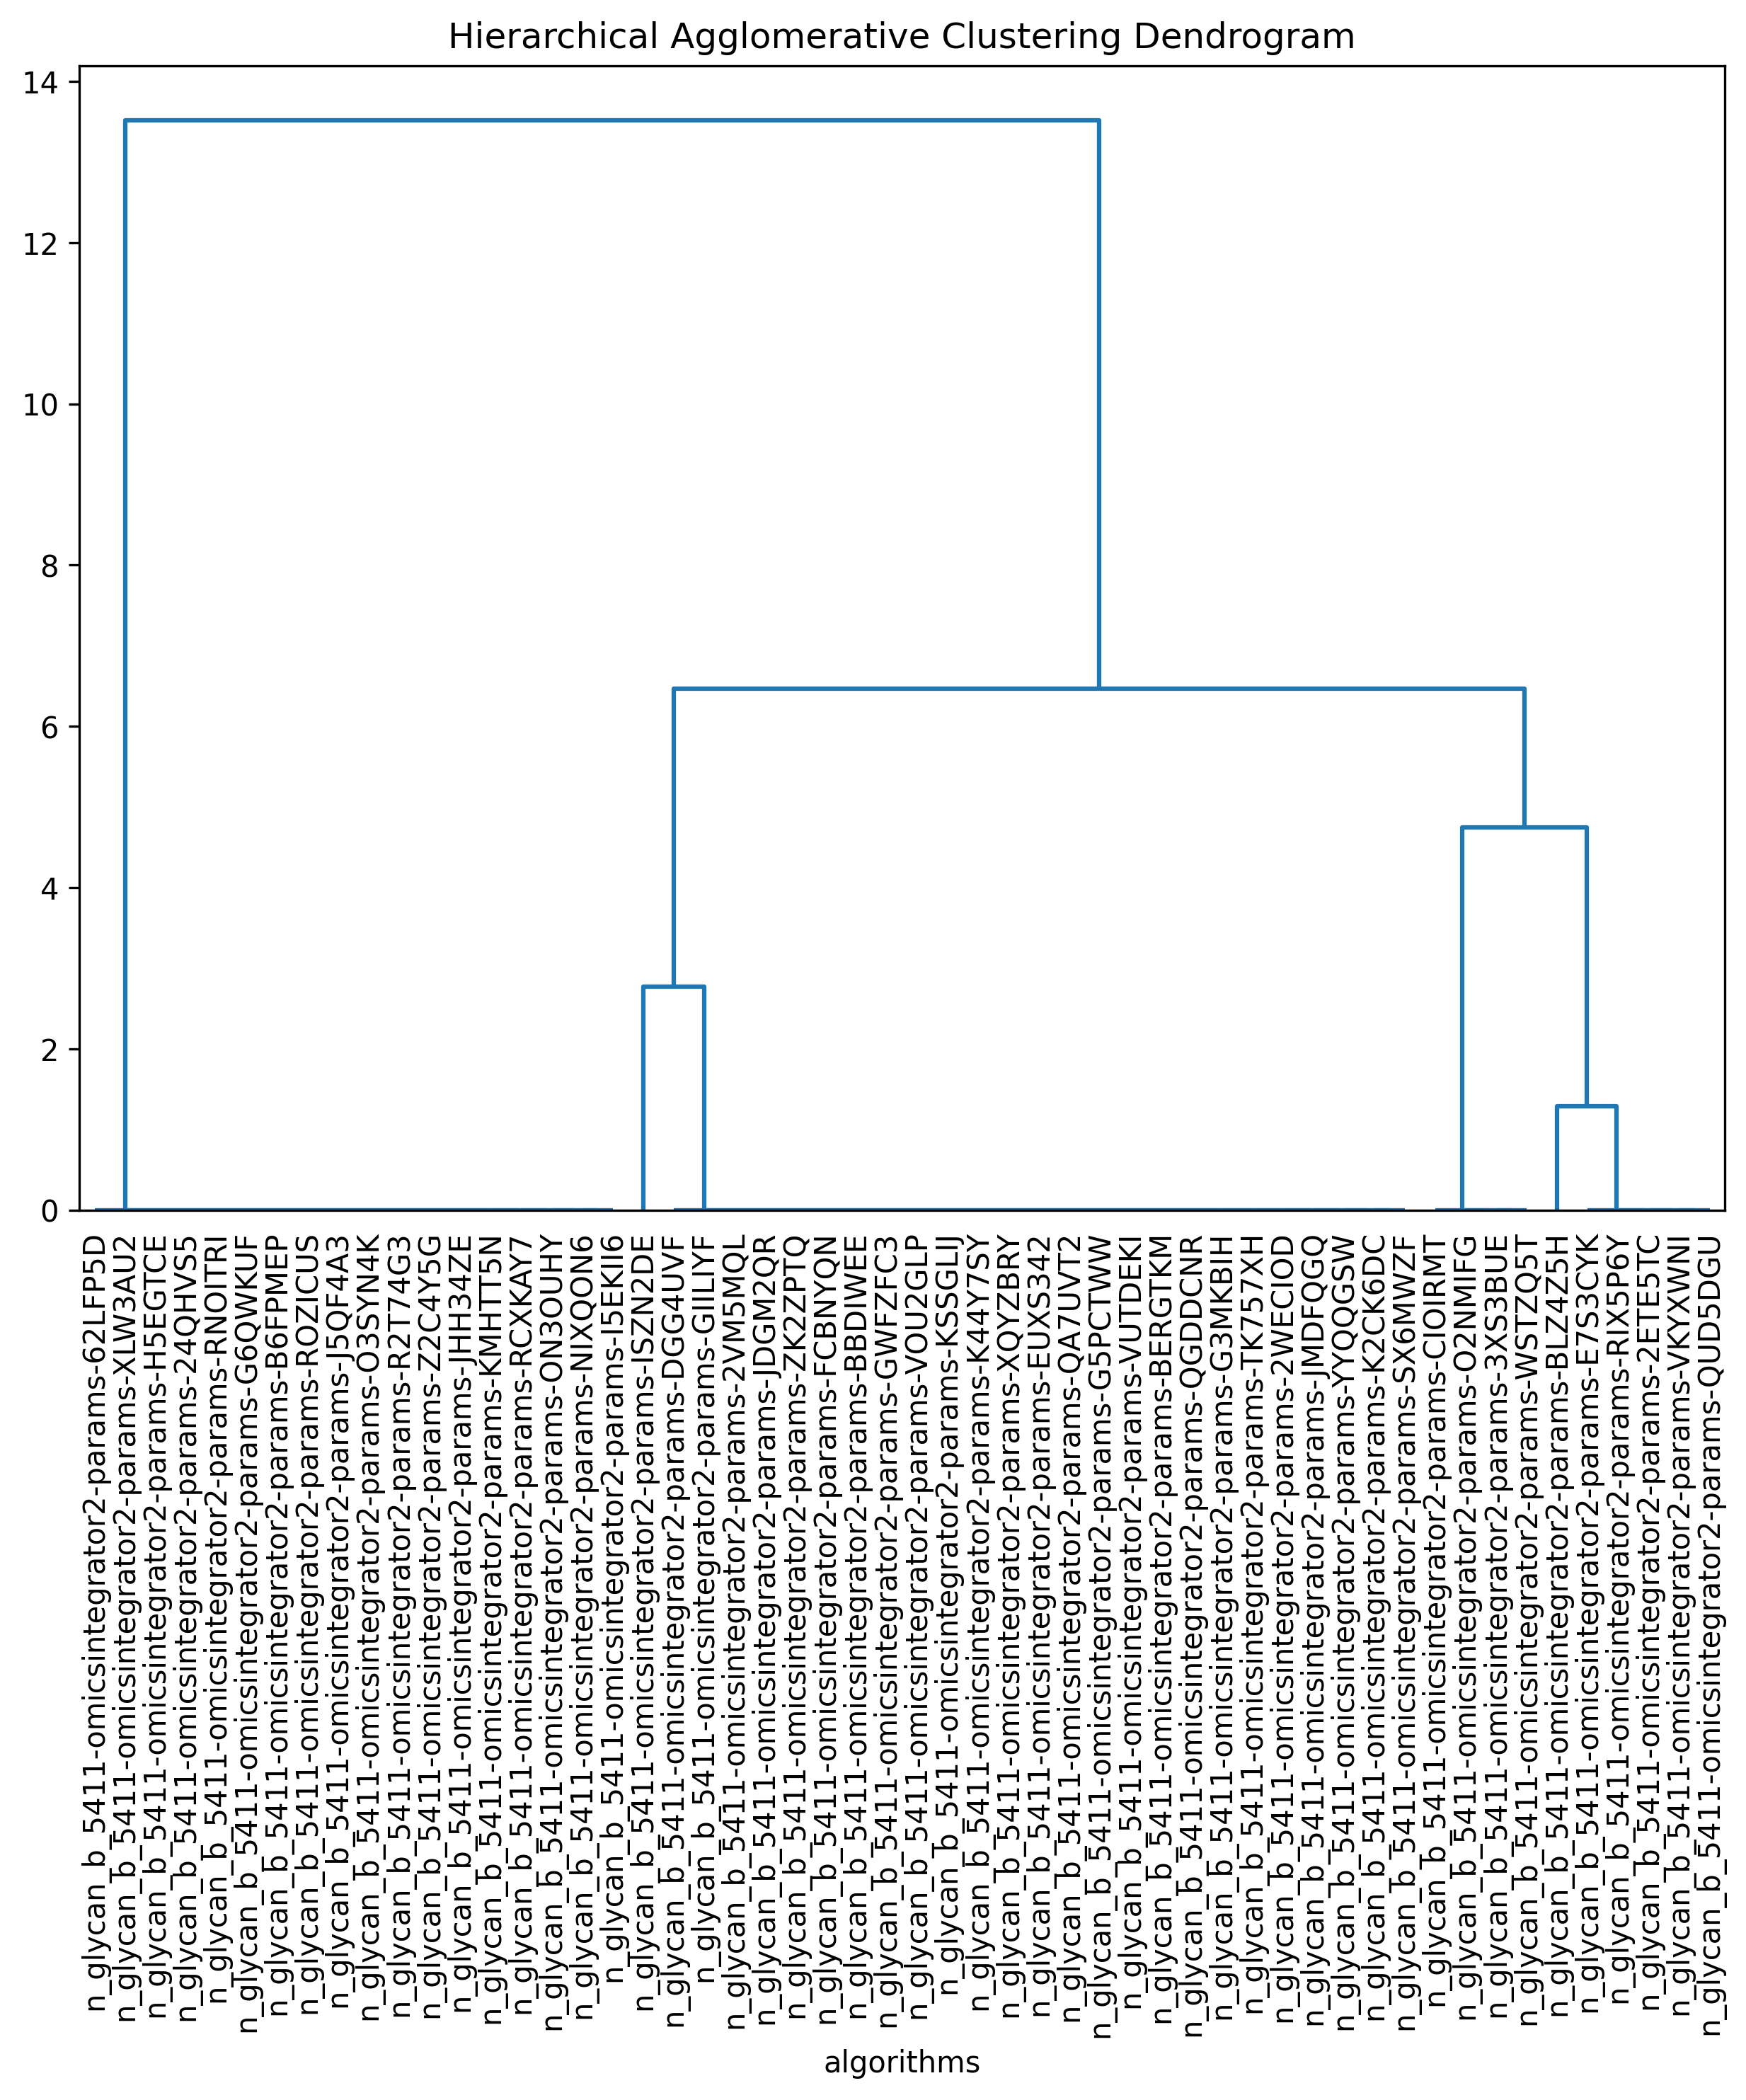 Hierarchical Agglomerative Clustering Dendrogram
14
12
10
8
6
4
2
0
n_glycan_b_5411-omicsintegrator2-params-62LFP5D
n_glycan_b_5411-omicsintegrator2-params-XLW3AU2
n_glycan_b_5411-omicsintegrator2-params-H5EGTCE
n_glycan_b_5411-omicsintegrator2-params-24QHVS5
n_glycan_b_5411-omicsintegrator2-params-RNOITRI
n_glycan_b_5411-omicsintegrator2-params-G6QWKUF
n_glycan_b_5411-omicsintegrator2-params-B6FPMEP
n_glycan_b_5411-omicsintegrator2-params-ROZICUS
n_glycan_b_5411-omicsintegrator2-params-J5QF4A3
n_glycan_b_5411-omicsintegrator2-params-O3SYN4K
n_glycan_b_5411-omicsintegrator2-params-R2T74G3
n_glycan_b_5411-omicsintegrator2-params-Z2C4Y5G
n_glycan_b_5411-omicsintegrator2-params-JHH34ZE
n_glycan_b_5411-omicsintegrator2-params-KMHTT5N
n_glycan_b_5411-omicsintegrator2-params-RCXKAY7
n_glycan_b_5411-omicsintegrator2-params-ON3OUHY
n_glycan_b_5411-omicsintegrator2-params-NIXQON6
n_glycan_b_5411-omicsintegrator2-params-I5EKII6
n_glycan_b_5411-omicsintegrator2-params-ISZN2DE
n_glycan_b_5411-omicsintegrator2-params-DGG4UVF
n_glycan_b_5411-omicsintegrator2-params-GIILIYF
n_glycan_b_5411-omicsintegrator2-params-2VM5MQL
n_glycan_b_5411-omicsintegrator2-params-JDGM2QR
n_glycan_b_5411-omicsintegrator2-params-ZK2ZPTQ
n_glycan_b_5411-omicsintegrator2-params-FCBNYQN
n_glycan_b_5411-omicsintegrator2-params-BBDIWEE
n_glycan_b_5411-omicsintegrator2-params-GWFZFC3
n_glycan_b_5411-omicsintegrator2-params-VOU2GLP
n_glycan_b_5411-omicsintegrator2-params-KSSGLIJ
n_glycan_b_5411-omicsintegrator2-params-K44Y7SY
n_glycan_b_5411-omicsintegrator2-params-XQYZBRY
n_glycan_b_5411-omicsintegrator2-params-EUXS342
n_glycan_b_5411-omicsintegrator2-params-QA7UVT2
n_glycan_b_5411-omicsintegrator2-params-G5PCTWW
n_glycan_b_5411-omicsintegrator2-params-VUTDEKI
n_glycan_b_5411-omicsintegrator2-params-BERGTKM
n_glycan_b_5411-omicsintegrator2-params-QGDDCNR
n_glycan_b_5411-omicsintegrator2-params-G3MKBIH
n_glycan_b_5411-omicsintegrator2-params-TK757XH
n_glycan_b_5411-omicsintegrator2-params-2WECIOD
n_glycan_b_5411-omicsintegrator2-params-JMDFQGQ
n_glycan_b_5411-omicsintegrator2-params-YYQQGSW
n_glycan_b_5411-omicsintegrator2-params-K2CK6DC
n_glycan_b_5411-omicsintegrator2-params-SX6MWZF
n_glycan_b_5411-omicsintegrator2-params-CIOIRMT
n_glycan_b_5411-omicsintegrator2-params-O2NMIFG
n_glycan_b_5411-omicsintegrator2-params-3XS3BUE
n_glycan_b_5411-omicsintegrator2-params-WSTZQ5T
n_glycan_b_5411-omicsintegrator2-params-BLZ4Z5H
n_glycan_b_5411-omicsintegrator2-params-E7S3CYK
n_glycan_b_5411-omicsintegrator2-params-RIX5P6Y
n_glycan_b_5411-omicsintegrator2-params-2ETE5TC
n_glycan_b_5411-omicsintegrator2-params-VKYXWNI
n_glycan_b_5411-omicsintegrator2-params-QUD5DGU
algorithms